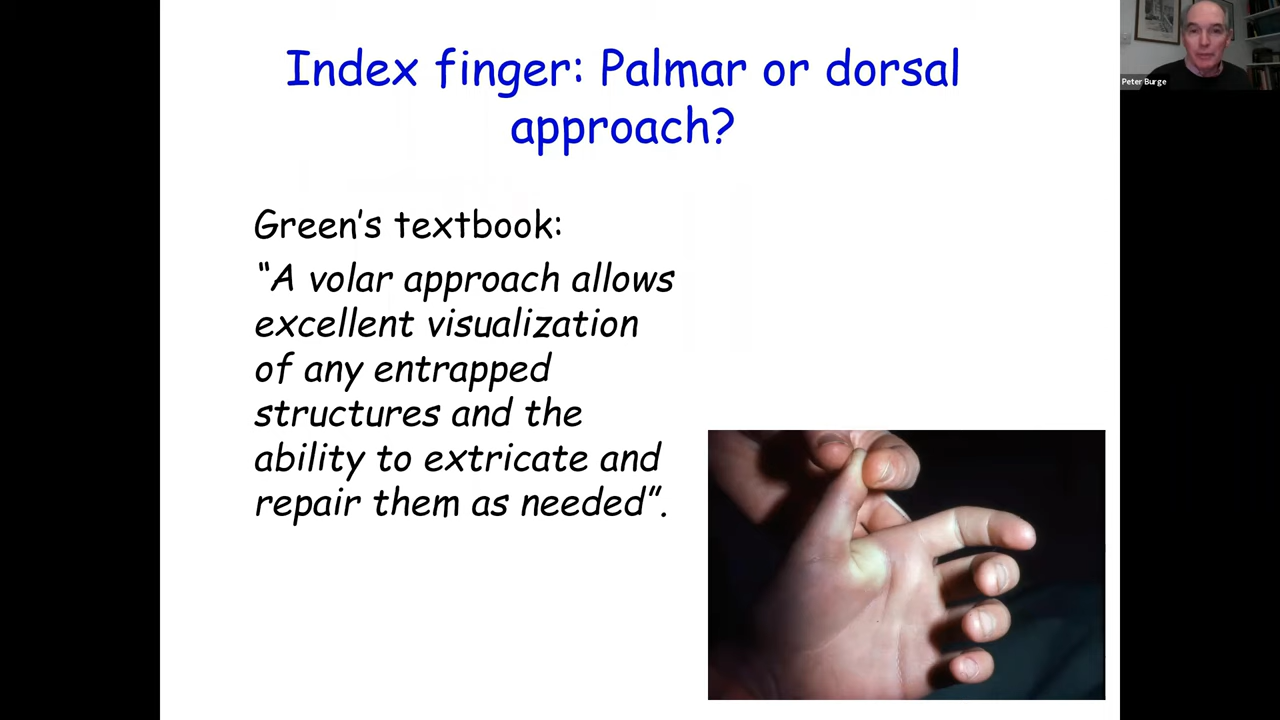 Index finger: Palmar or dorsal
approach?
Peter Burge
Green's textbook:
“A volar approach allows
excellent visualization
of any entrapped
structures and the
ability to extricate and
repair them as needed”.